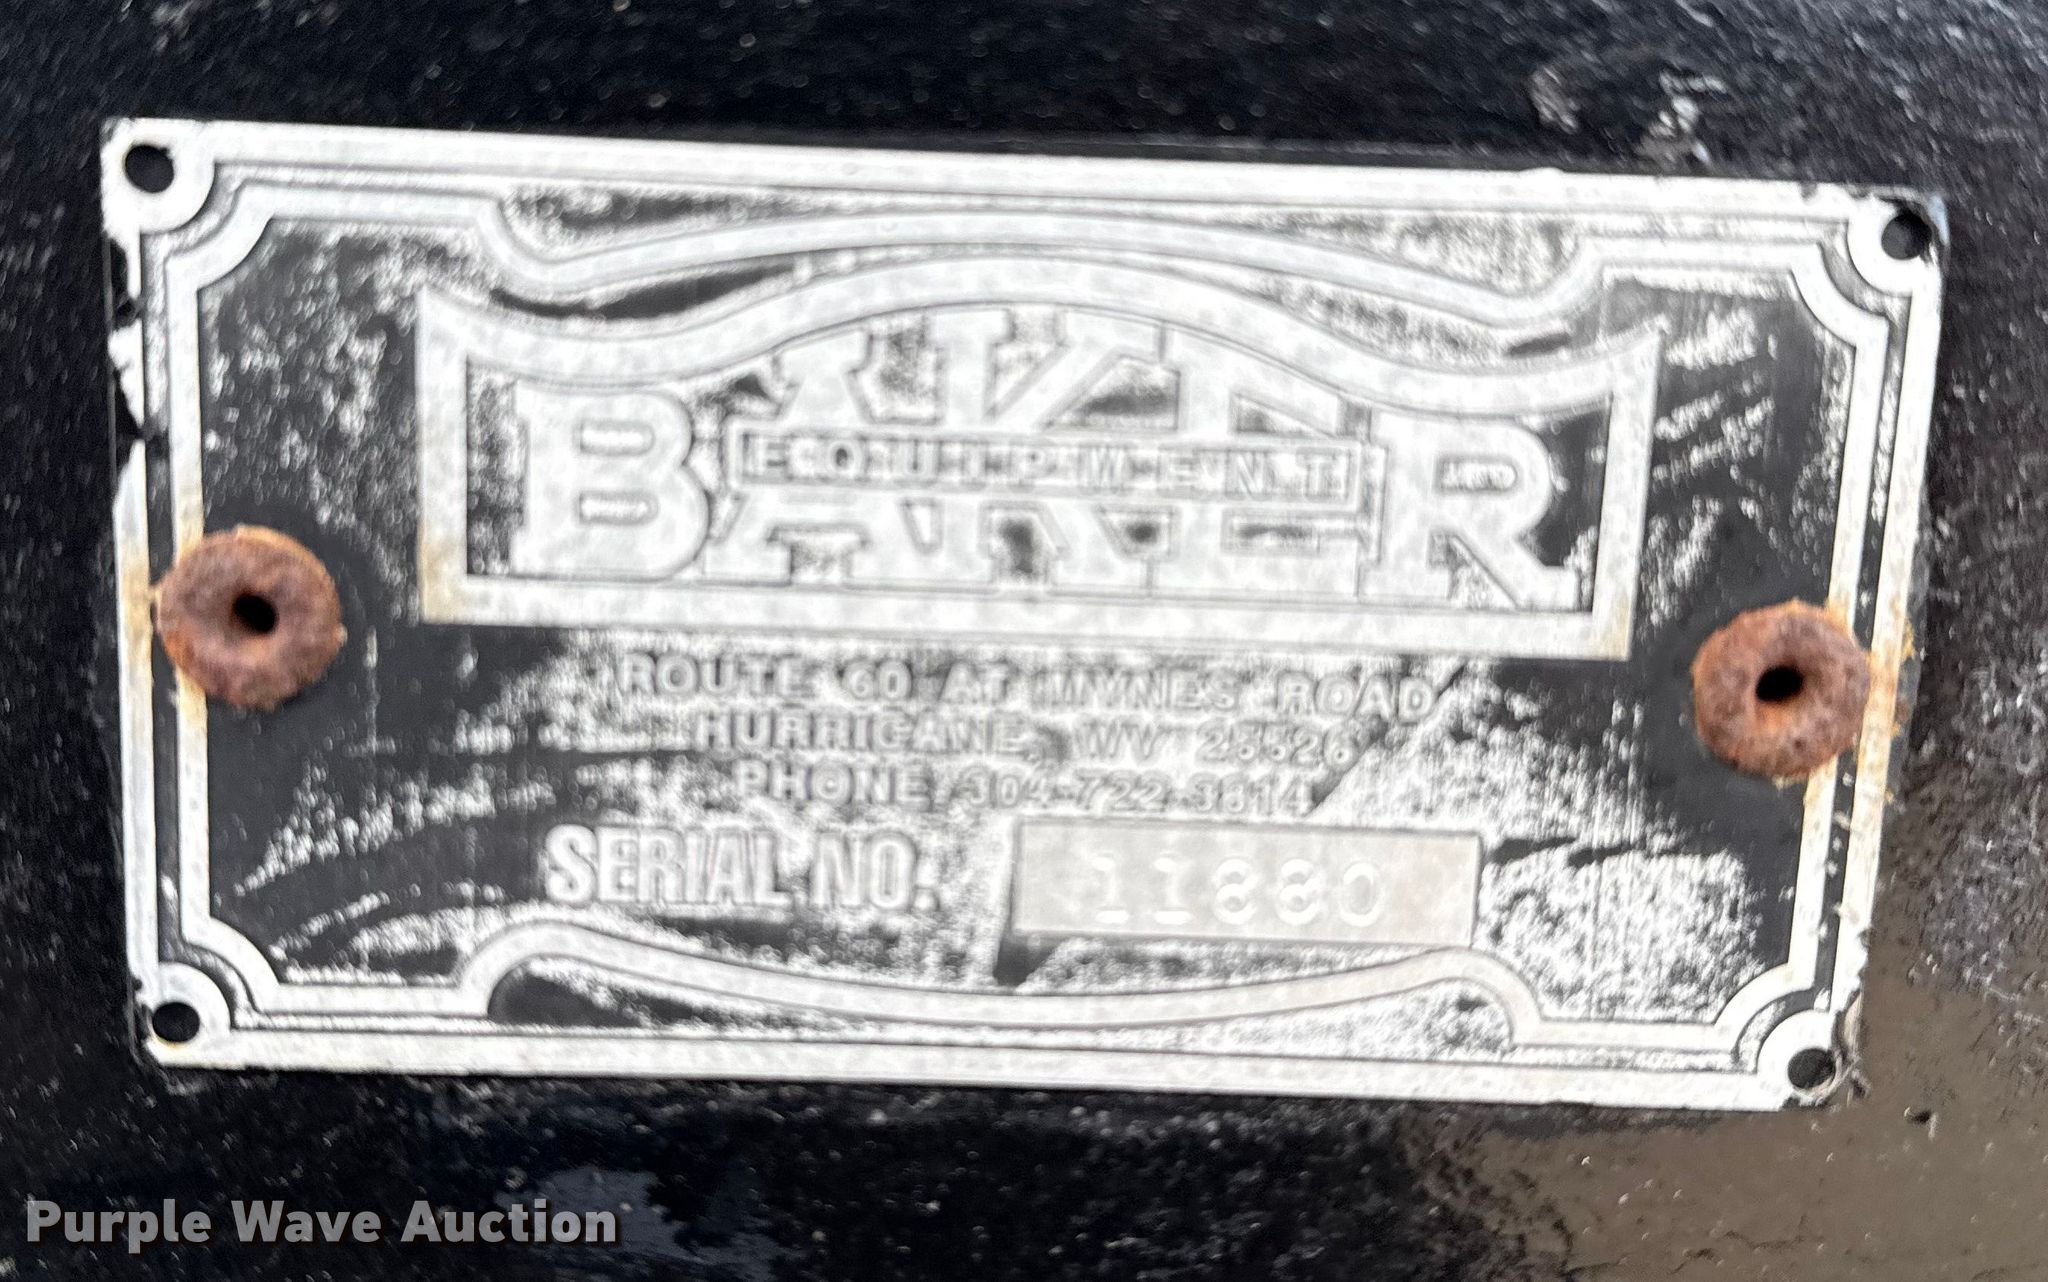 BAKER
EQUIPMENT
ROUTE 60 AT MYNES ROAD
HURRICANE, WV 25526
PHONE 304-722-3814
SERIAL NO. 11880
Purple Wave Auction